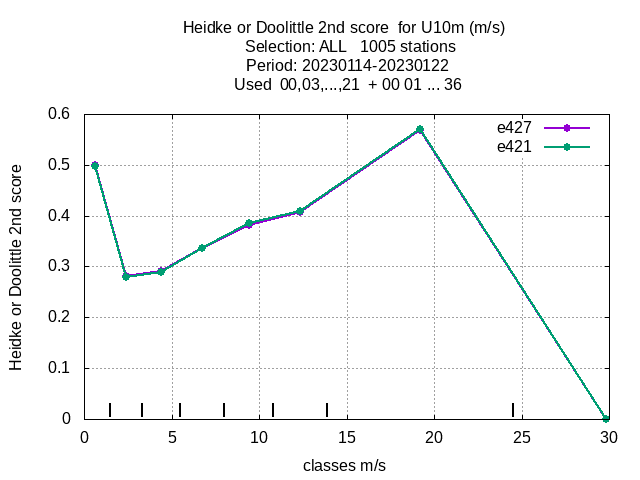 Heidke or Doolittle 2nd score  for U10m (m/s)
Selection: ALL   1005 stations
Period: 20230114-20230122
Used  00,03,...,21  + 00 01 ... 36
e427
e421
Heidke or Doolittle 2nd score
0.6
0.5
0.4
0.3
0.2
0.1
0
0 5 10 15 20 25 30
classes m/s